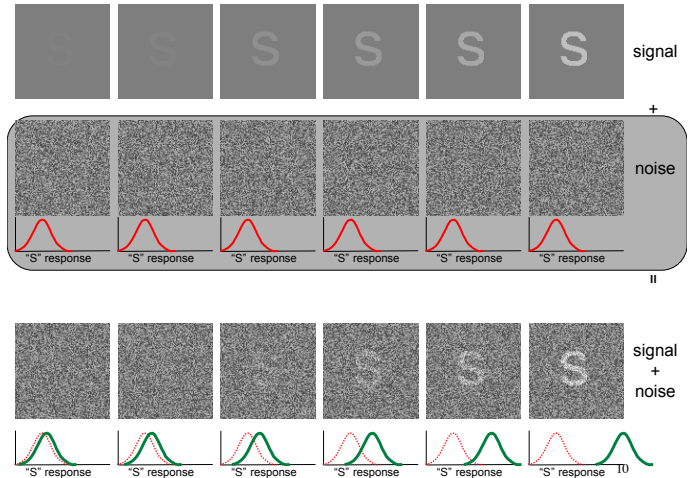 S S S S S S
signal
+
noise
"S" response "S" response "S" response "S" response "S" response "S" response
=
S S S S
signal
+
noise
"S" response "S" response "S" response "S" response "S" response "S" response
10